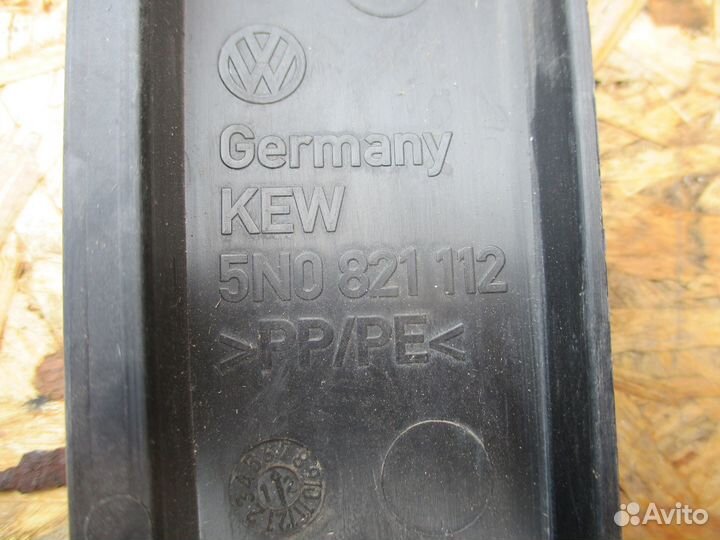 Germany
KEW
5N0 821 112
>PP/PE<
Avito